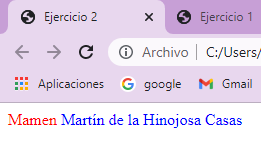 Ejercicio 2
Ejercicio 1
Archivo
C:/Users/
Aplicaciones
google
Gmail
Mamen Martín de la Hinojosa Casas